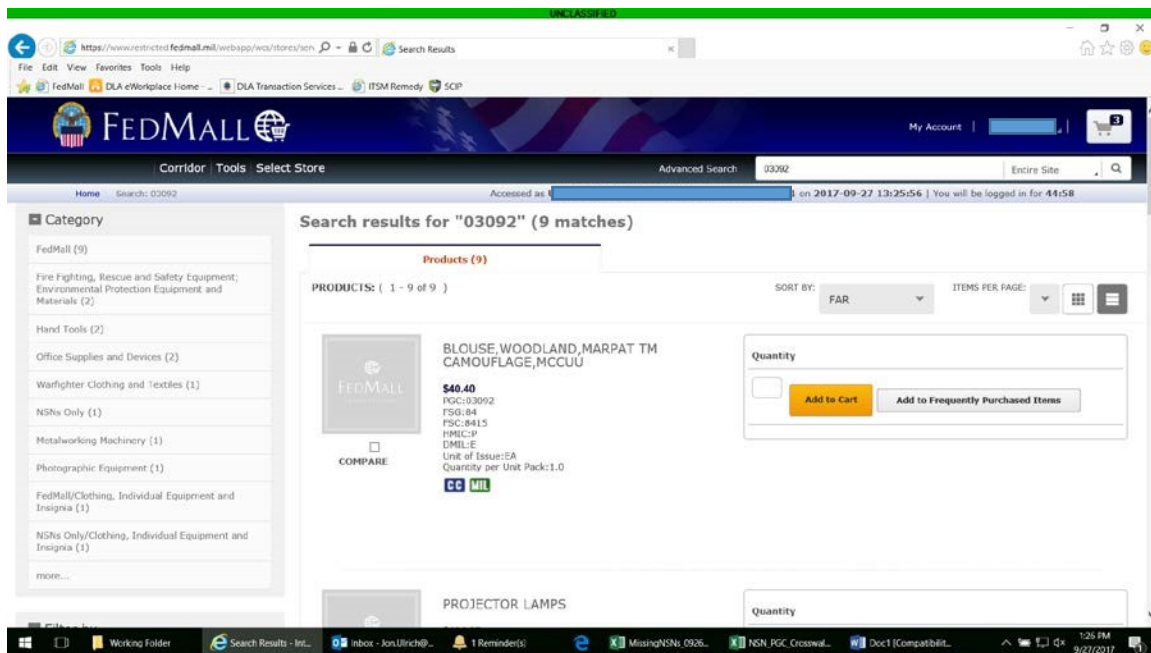 UNCLASSIFIED
https://www.restricted.fedmall.mil/webapp/wcs/stores/sen
Search Results
File Edit View Favorites Tools Help
FedMall DLA eWorkplace Home - ... DLA Transaction Services ... ITSM Remedy SCIP
FEDMALL
My Account |
3
Corridor Tools Select Store
Advanced Search
03092
Entire Site
Home Search: 03092
Accessed as
on 2017-09-27 13:25:56 | You will be logged in for 44:58
Category
FedMall (9)
Fire Fighting, Rescue and Safety Equipment;
Environmental Protection Equipment and
Materials (2)
Hand Tools (2)
Office Supplies and Devices (2)
Warfighter Clothing and Textiles (1)
NSNs Only (1)
Metalworking Machinery (1)
Photographic Equipment (1)
FedMall/Clothing, Individual Equipment and
Insignia (1)
NSNs Only/Clothing, Individual Equipment and
Insignia (1)
more...
Filter by
Search results for "03092" (9 matches)
Products (9)
PRODUCTS: ( 1 - 9 of 9 )
SORT BY:
FAR
ITEMS PER PAGE:
FEDMALL
COMPARE
BLOUSE,WOODLAND,MARPAT TM
CAMOUFLAGE,MCCUU
$40.40
PGC:03092
FSG:84
FSC:8415
HMIC:P
DMIL:E
Unit of Issue:EA
Quantity per Unit Pack:1.0
CC MIL
Quantity
Add to Cart
Add to Frequently Purchased Items
PROJECTOR LAMPS
Quantity
Working Folder
Search Results - Int...
Inbox - Jon.Ulrich@...
1 Reminder(s)
MissingNSNs_0926...
NSN_PGC_Crosswal...
Doc1 [Compatibilit...
1:26 PM
9/27/2017